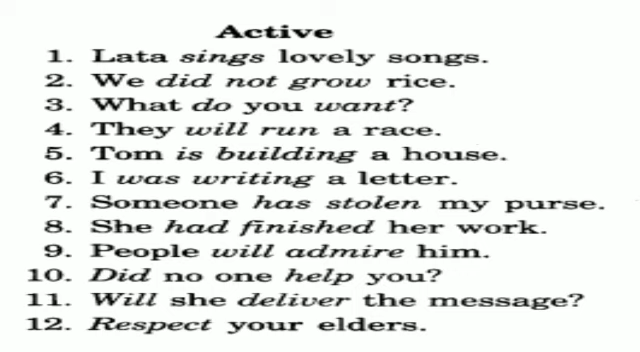 Active
1. Lata sings lovely songs.
2. We did not grow rice.
3. What do you want?
4. They will run a race.
5. Tom is building a house.
6. I was writing a letter.
7. Someone has stolen my purse.
8. She had finished her work.
9. People will admire him.
10. Did no one help you?
11. Will she deliver the message?
12. Respect your elders.